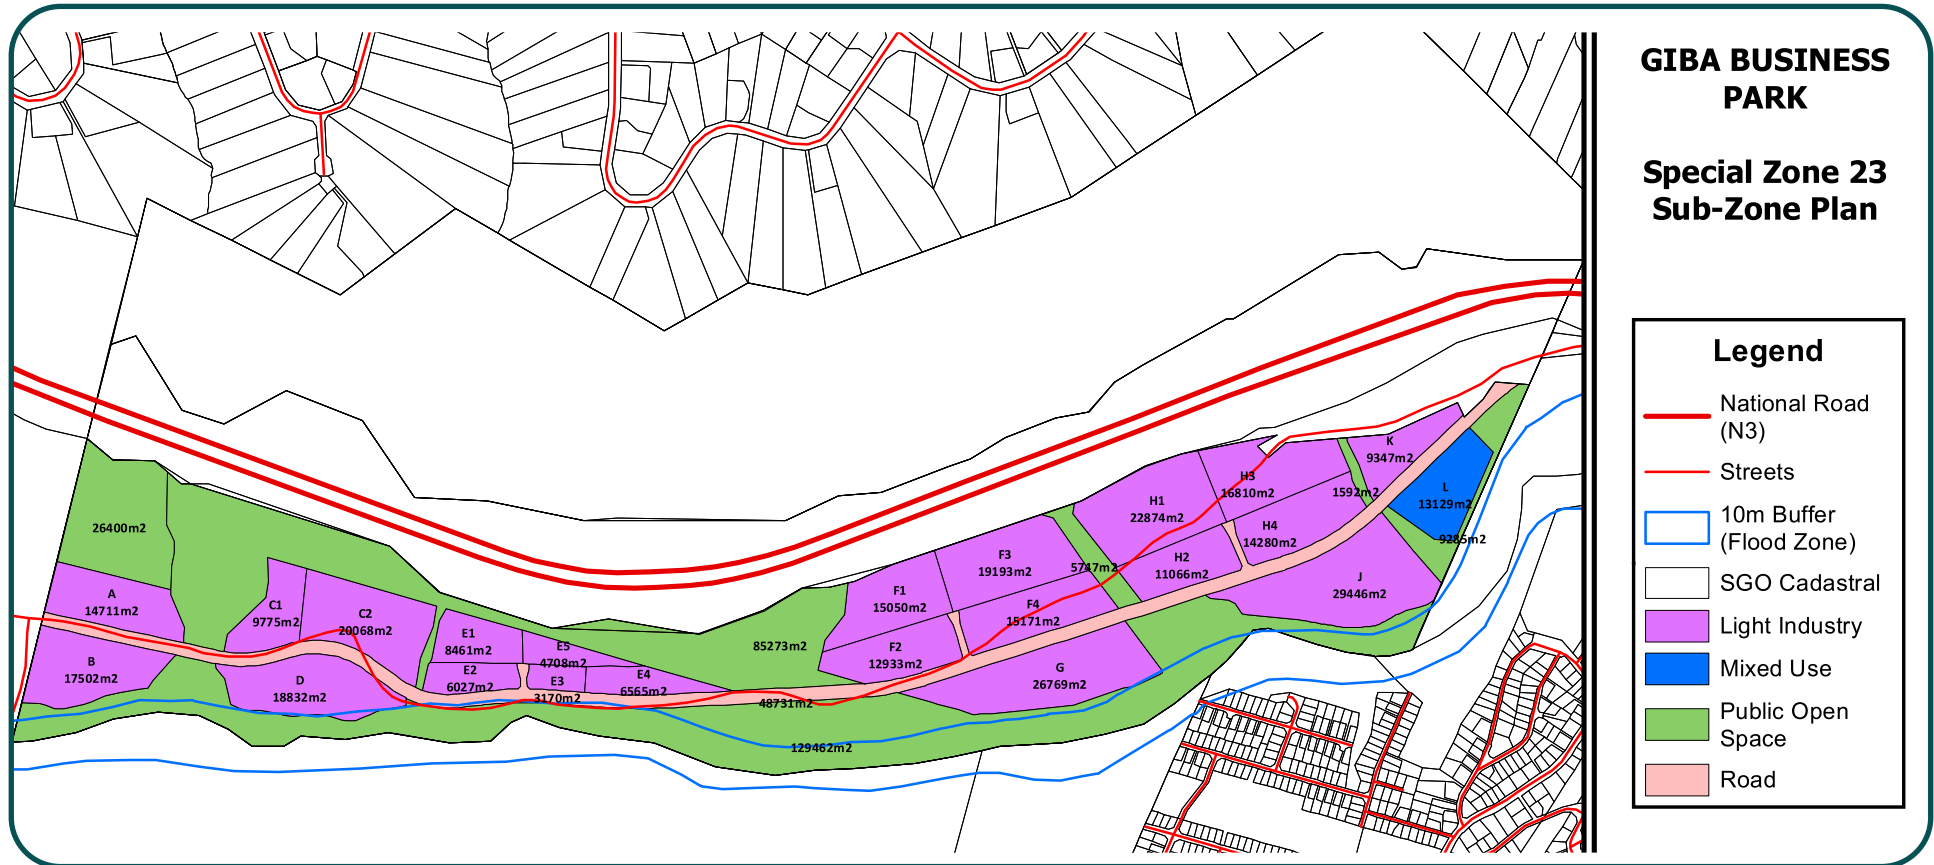 GIBA BUSINESS
PARK
Special Zone 23
Sub-Zone Plan
Legend
National Road
(N3)
Streets
10m Buffer
(Flood Zone)
SGO Cadastral
Light Industry
Mixed Use
Public Open
Space
Road
26400m2
A
14711m2
B
17502m2
C1
9775m2
C2
20068m2
D
18832m2
E1
8461m2
E2
6027m2
E5
4708m2
E3
3170m2
E4
6565m2
85273m2
48731m2
129462m2
F1
15050m2
F2
12933m2
F3
19193m2
F4
15171m2
5747m2
G
26769m2
H1
22874m2
H2
11066m2
H3
16810m2
H4
14280m2
1592m2
K
9347m2
L
13129m2
9285m2
J
29446m2